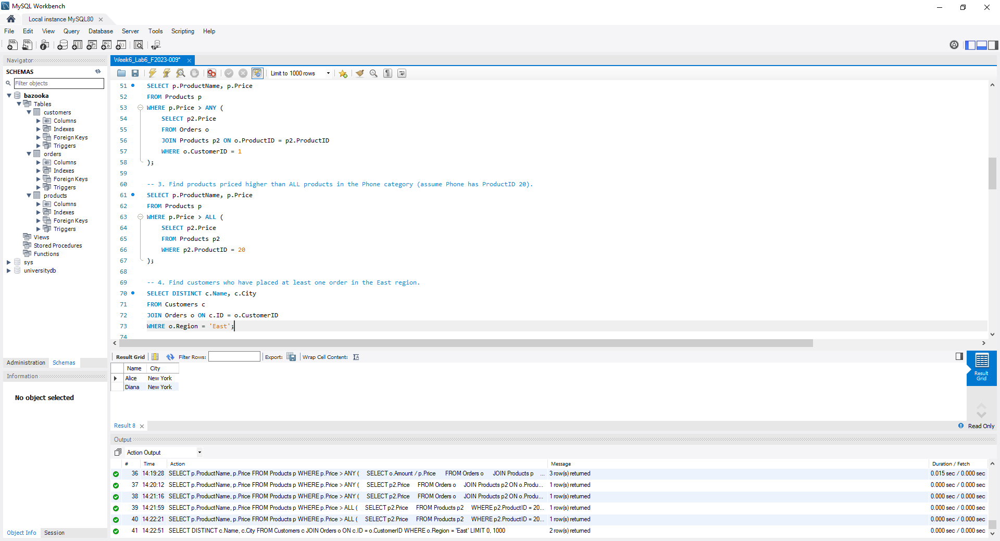 MySQL Workbench
Local instance MySQL80
File Edit View Query Database Server Tools Scripting Help
Navigator
SCHEMAS
Filter objects
bazooka
Tables
customers
Columns
Indexes
Foreign Keys
Triggers
orders
Columns
Indexes
Foreign Keys
Triggers
products
Columns
Indexes
Foreign Keys
Triggers
Views
Stored Procedures
Functions
sys
universitydb
Administration Schemas
Information
No object selected
Object Info Session
Week6_Lab6_F2023-009*
Limit to 1000 rows
51 SELECT p.ProductName, p.Price
52 FROM Products p
53 WHERE p.Price > ANY (
54 SELECT p2.Price
55 FROM Orders o
56 JOIN Products p2 ON o.ProductID = p2.ProductID
57 WHERE o.CustomerID = 1
58 );
59
60 -- 3. Find products priced higher than ALL products in the Phone category (assume Phone has ProductID 20).
61 SELECT p.ProductName, p.Price
62 FROM Products p
63 WHERE p.Price > ALL (
64 SELECT p2.Price
65 FROM Products p2
66 WHERE p2.ProductID = 20
67 );
68
69 -- 4. Find customers who have placed at least one order in the East region.
70 SELECT DISTINCT c.Name, c.City
71 FROM Customers c
72 JOIN Orders o ON c.ID = o.CustomerID
73 WHERE o.Region = 'East';
74
Result Grid Filter Rows: Export: Wrap Cell Content:
Name City
Alice New York
Diana New York
Result Grid
Result 8
Read Only
Output
Action Output
# Time Action Message Duration / Fetch
36 14:19:28 SELECT p.ProductName, p.Price FROM Products p WHERE p.Price > ANY ( SELECT o.Amount / p.Price FROM Orders o JOIN Products p ... 3 row(s) returned 0.015 sec / 0.000 sec
37 14:20:12 SELECT p.ProductName, p.Price FROM Products p WHERE p.Price > ANY ( SELECT p2.Price FROM Orders o JOIN Products p2 ON o.Produ... 1 row(s) returned 0.000 sec / 0.000 sec
38 14:21:16 SELECT p.ProductName, p.Price FROM Products p WHERE p.Price > ANY ( SELECT p2.Price FROM Orders o JOIN Products p2 ON o.Produ... 1 row(s) returned 0.000 sec / 0.000 sec
39 14:21:59 SELECT p.ProductName, p.Price FROM Products p WHERE p.Price > ALL ( SELECT p2.Price FROM Products p2 WHERE p2.ProductID = 20... 1 row(s) returned 0.000 sec / 0.000 sec
40 14:22:21 SELECT p.ProductName, p.Price FROM Products p WHERE p.Price > ALL ( SELECT p2.Price FROM Products p2 WHERE p2.ProductID = 20... 1 row(s) returned 0.000 sec / 0.000 sec
41 14:22:51 SELECT DISTINCT c.Name, c.City FROM Customers c JOIN Orders o ON c.ID = o.CustomerID WHERE o.Region = 'East' LIMIT 0, 1000 2 row(s) returned 0.000 sec / 0.000 sec